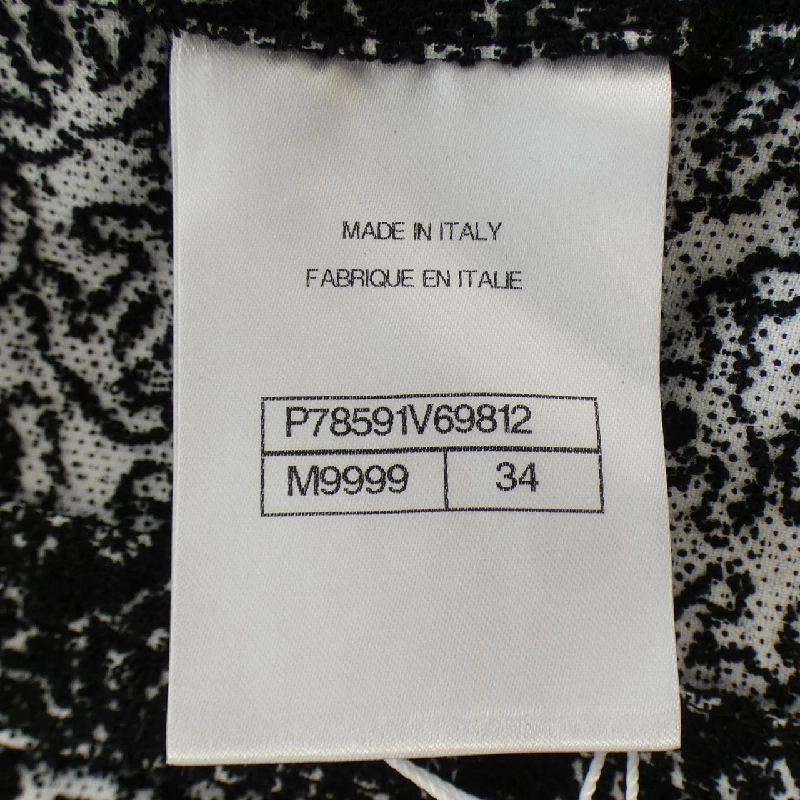 MADE IN ITALY
FABRIQUE EN ITALIE
P78591V69812
M9999 34